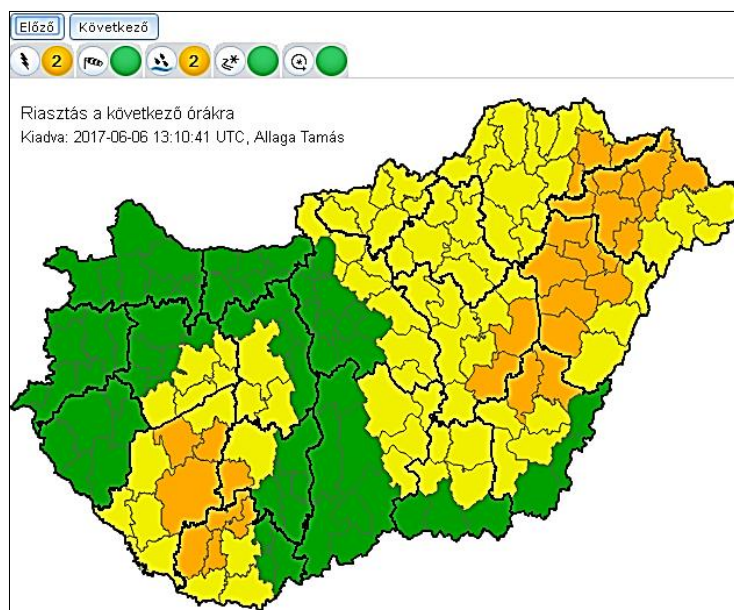 Előző Következő
2 2
Riasztás a következő órákra
Kiadva: 2017-06-06 13:10:41 UTC, Allaga Tamás